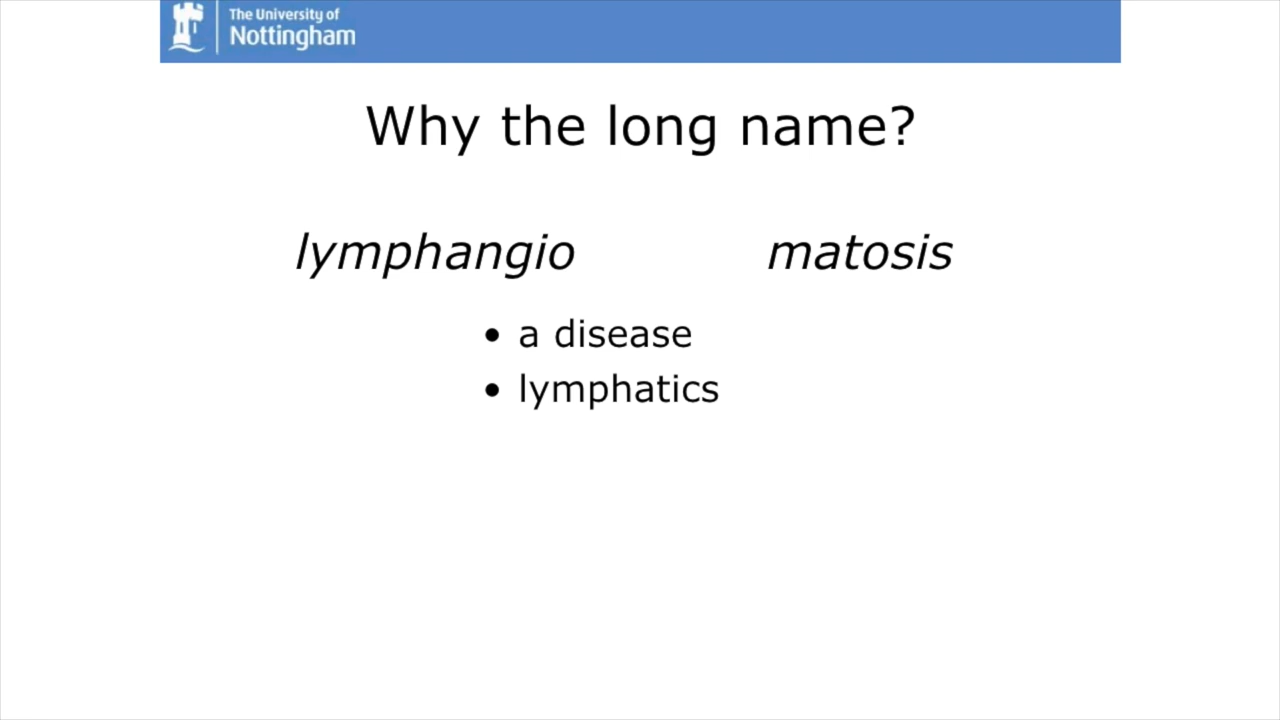 The University of
Nottingham
Why the long name?
lymphangio matosis
• a disease
• lymphatics